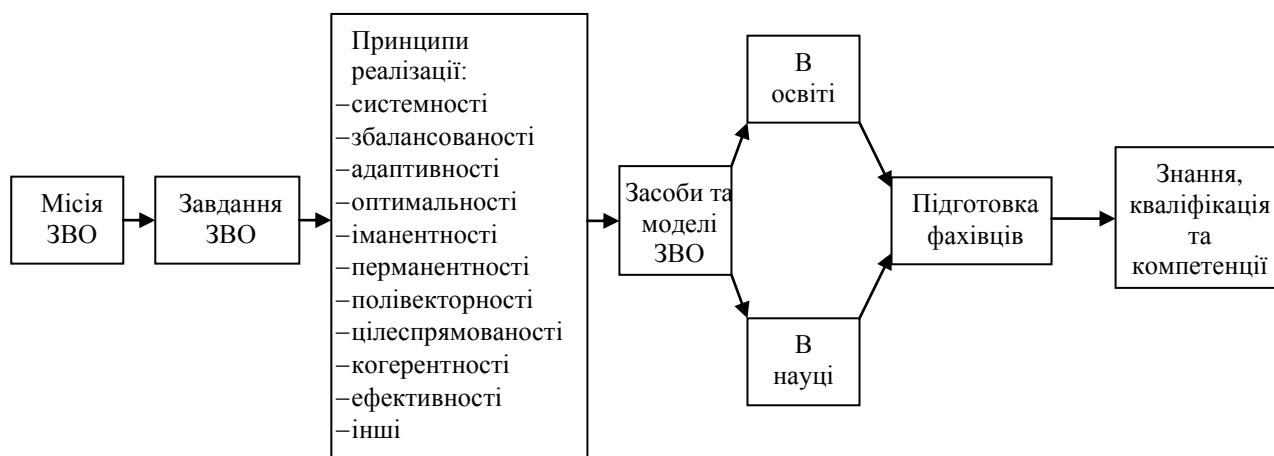 Місія
ЗВО
Завдання
ЗВО
Принципи
реалізації:
–системності
–збалансованості
–адаптивності
–оптимальності
–іманентності
–перманентності
–полівекторності
–цілеспрямованості
–когерентності
–ефективності
–інші
Засоби та
моделі
ЗВО
В
освіті
В
науці
Підготовка
фахівців
Знання,
кваліфікація
та
компетенції